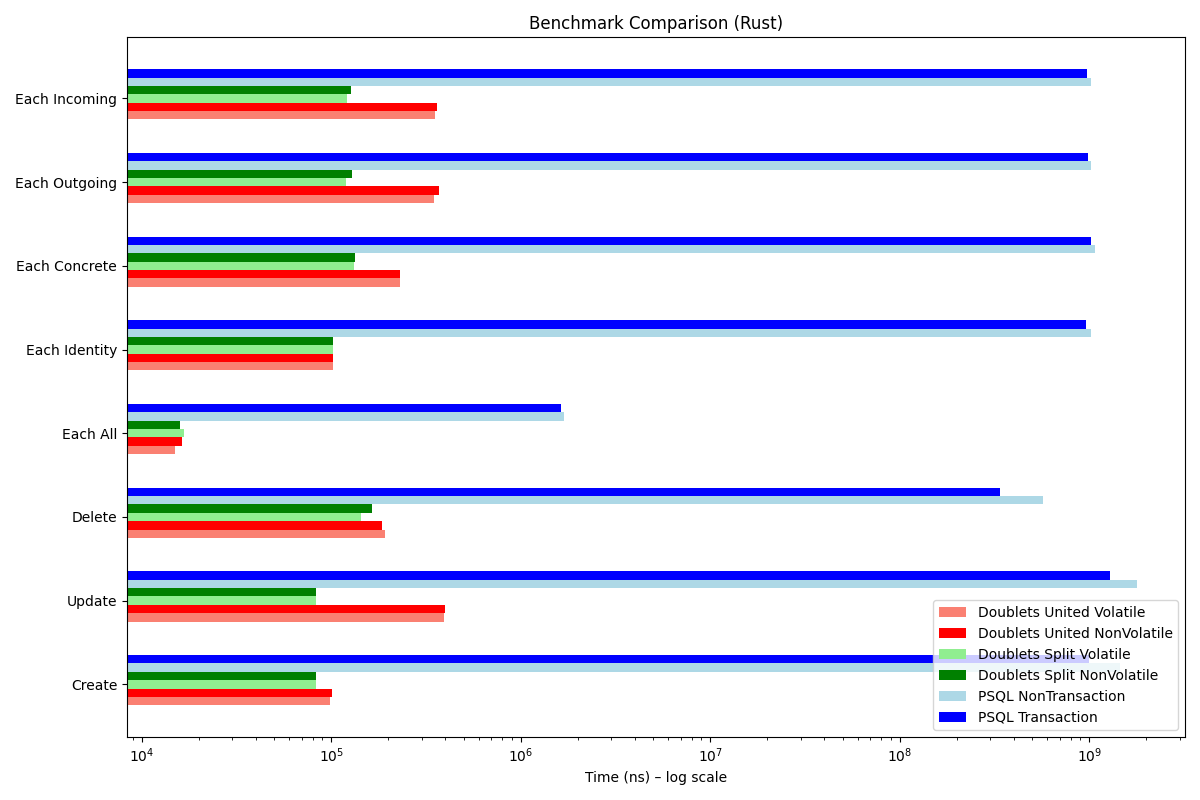 Benchmark Comparison (Rust)
Each Incoming
Each Outgoing
Each Concrete
Each Identity
Each All
Delete
Update
Create
Doublets United Volatile
Doublets United NonVolatile
Doublets Split Volatile
Doublets Split NonVolatile
PSQL NonTransaction
PSQL Transaction
10⁴ 10⁵ 10⁶ 10⁷ 10⁸ 10⁹
Time (ns) – log scale